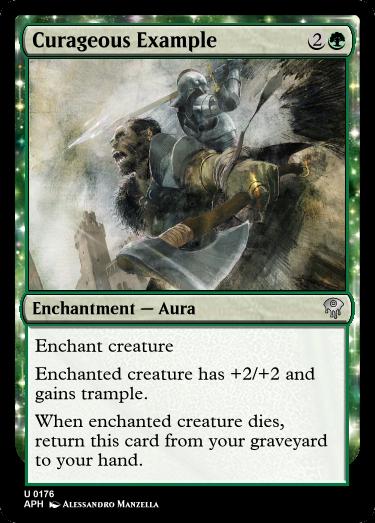 Curageous Example 2
Enchantment — Aura
Enchant creature
Enchanted creature has +2/+2 and
gains trample.
When enchanted creature dies,
return this card from your graveyard
to your hand.
U 0176
APH Alessandro Manzella